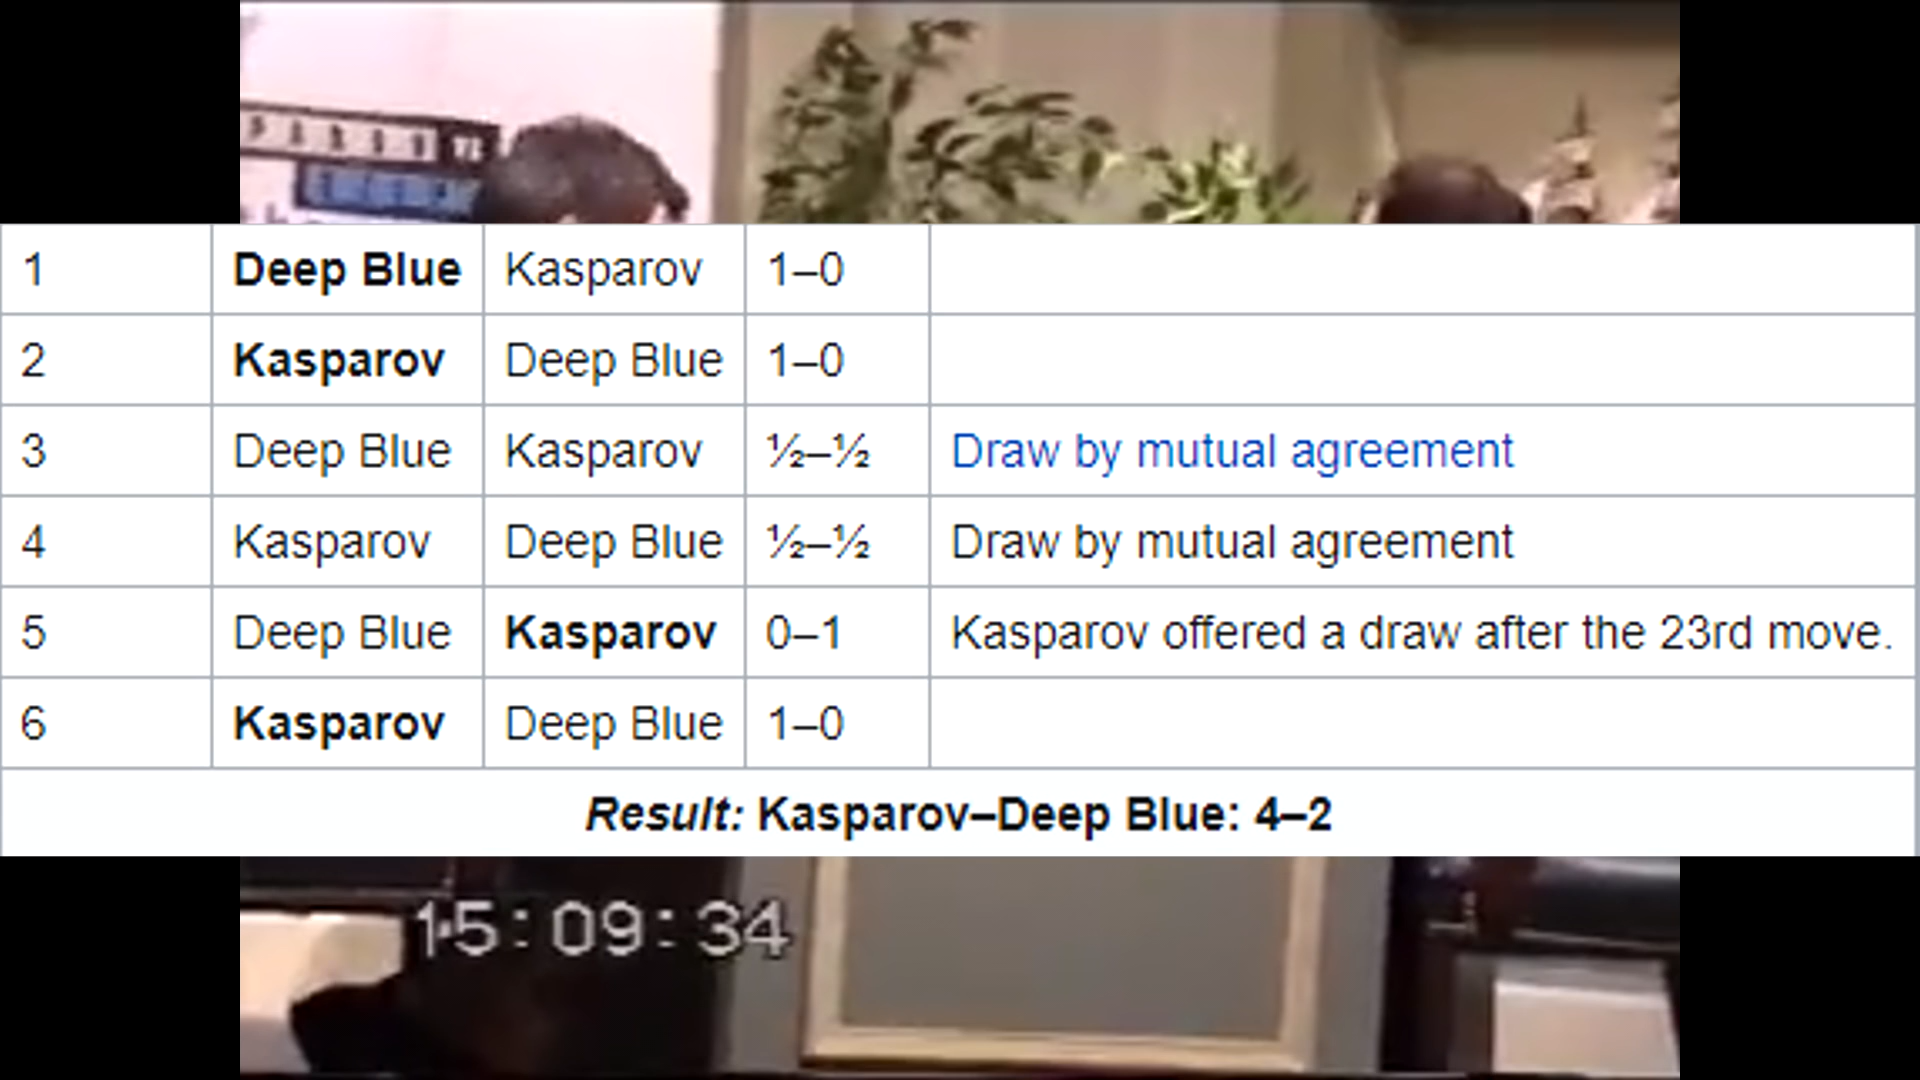 1 Deep Blue Kasparov 1–0
2 Kasparov Deep Blue 1–0
3 Deep Blue Kasparov ½–½ Draw by mutual agreement
4 Kasparov Deep Blue ½–½ Draw by mutual agreement
5 Deep Blue Kasparov 0–1 Kasparov offered a draw after the 23rd move.
6 Kasparov Deep Blue 1–0
Result: Kasparov–Deep Blue: 4–2
15:09:34